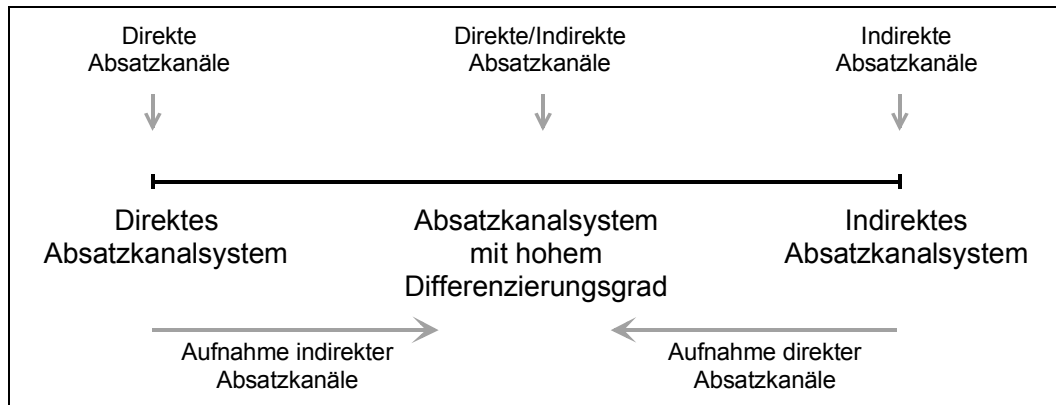 Direkte
Absatzkanäle
Direkte/Indirekte
Absatzkanäle
Indirekte
Absatzkanäle
Direktes
Absatzkanalsystem
Absatzkanalsystem
mit hohem
Differenzierungsgrad
Indirektes
Absatzkanalsystem
Aufnahme indirekter
Absatzkanäle
Aufnahme direkter
Absatzkanäle